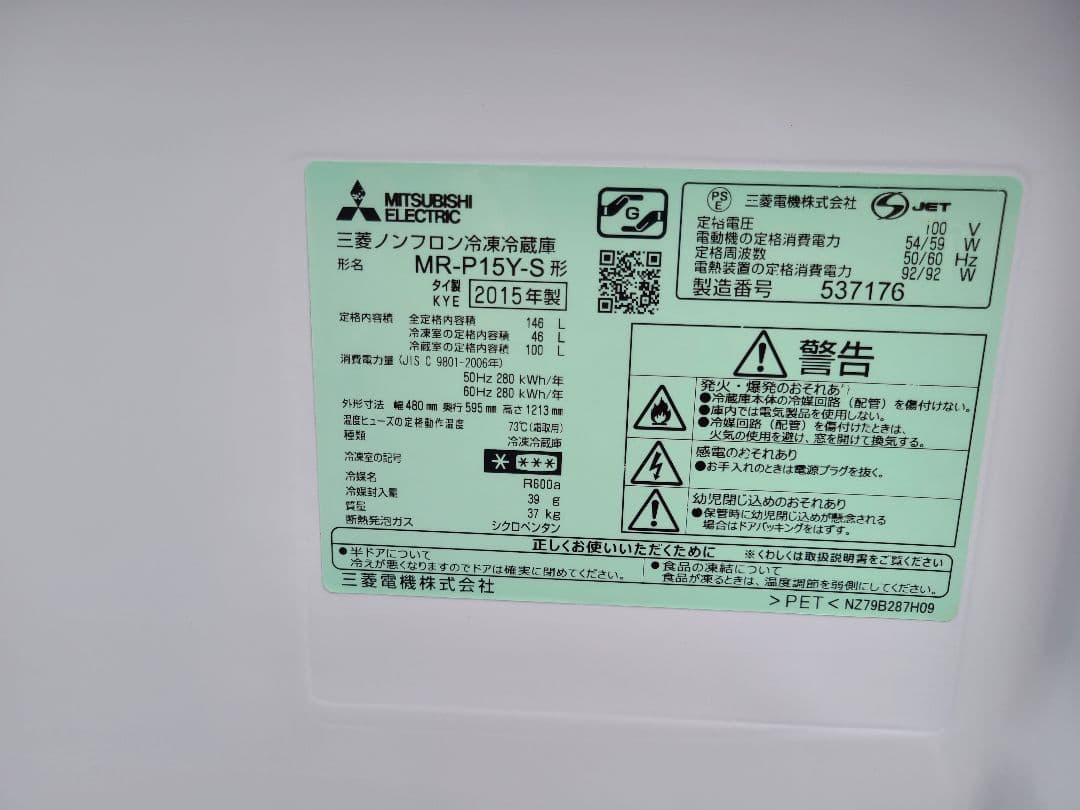 MITSUBISHI
ELECTRIC
三菱ノンフロン冷凍冷蔵庫
形名 MR-P15Y-S 形
タイ製
KYE 2015年製
定格内容積 全定格内容積 146 L
冷凍室の定格内容積 46 L
冷蔵室の定格内容積 100 L
消費電力量(JIS C 9801-2006年)
50Hz 280 kWh/年
60Hz 280 kWh/年
外形寸法 幅480mm 奥行595mm 高さ1213mm
温度ヒューズの定格動作温度 73℃(霜取用)
種類 冷凍冷蔵庫
冷凍室の記号 * ***
冷媒名 R600a
冷媒封入量 39 g
質量 37 kg
断熱発泡ガス シクロペンタン
G
PS
E 三菱電機株式会社 S JET
定格電圧 100 V
電動機の定格消費電力 54/59 W
定格周波数 50/60 Hz
電熱装置の定格消費電力 92/92 W
製造番号 537176
警告
発火・爆発のおそれあり
●冷蔵庫本体の冷媒回路(配管)を傷付けない。
●庫内では電気製品を使用しない。
●冷媒回路(配管)を傷付けたときは、
火気の使用を避け、窓を開けて換気する。
感電のおそれあり
●お手入れのときは電源プラグを抜く。
幼児閉じ込めのおそれあり
●保管時に幼児閉じ込めが懸念される
場合はドアパッキングをはずす。
正しくお使いいただくために ※くわしくは取扱説明書をご覧ください
●半ドアについて
冷えが悪くなりますのでドアは確実に閉めてください。
●食品の凍結について
食品が凍るときは、温度調節を弱側にしてください。
三菱電機株式会社
>PET< NZ79B287H09